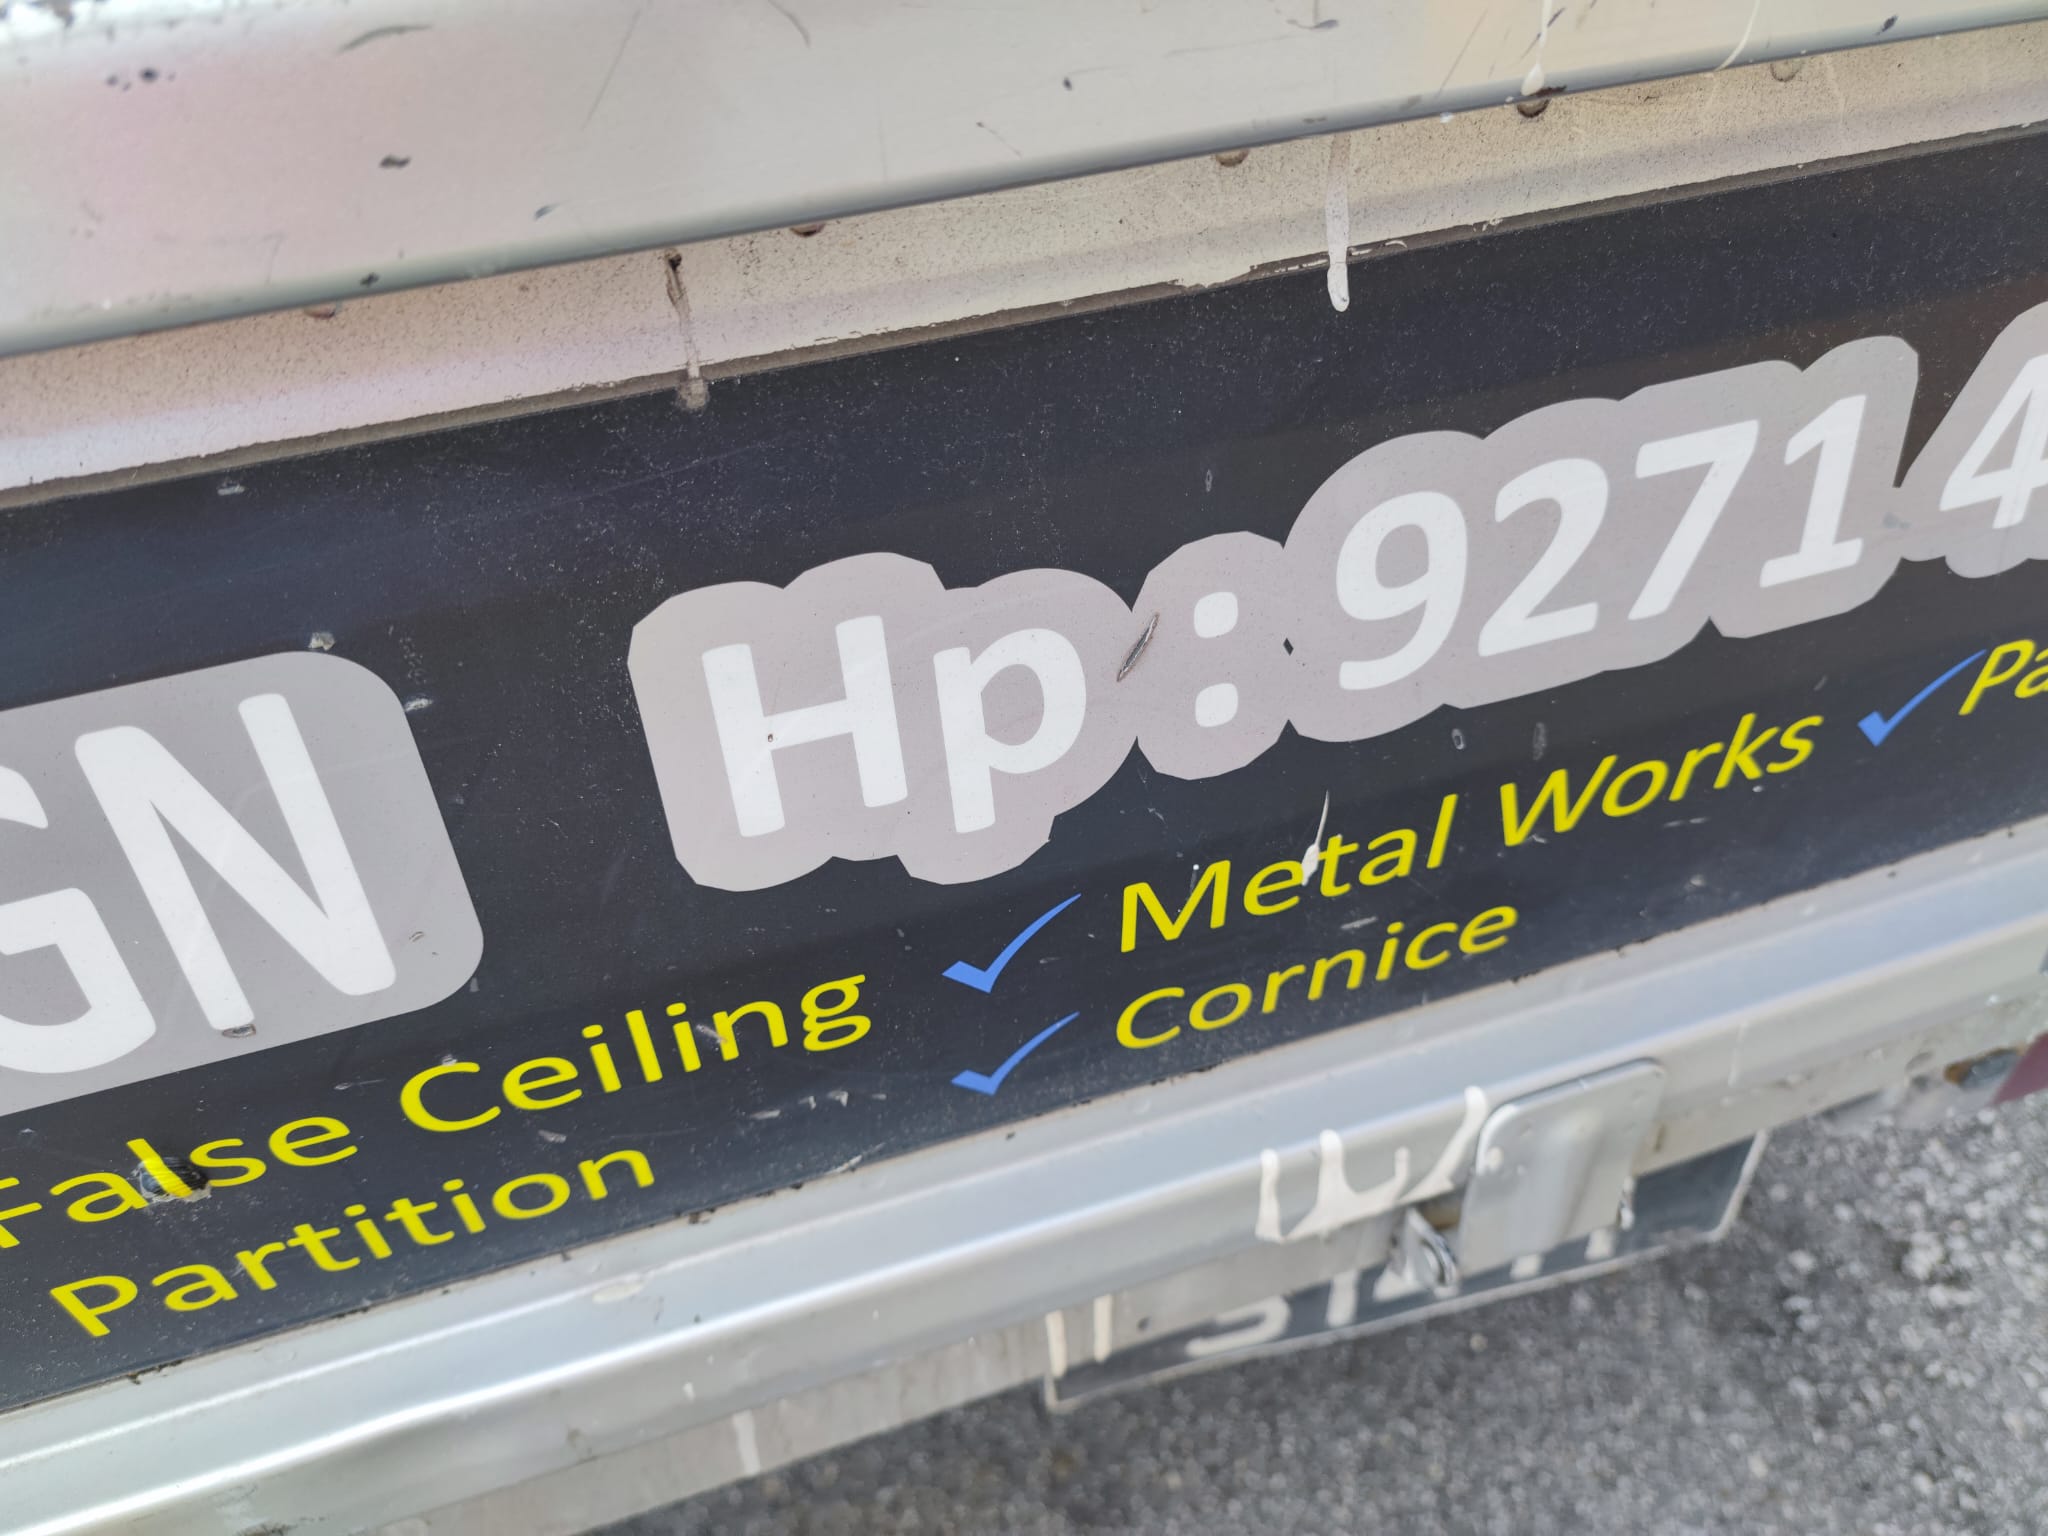 GN
Hp : 9271 4
False Ceiling ✓ Metal Works ✓ Pa
Partition ✓ Cornice